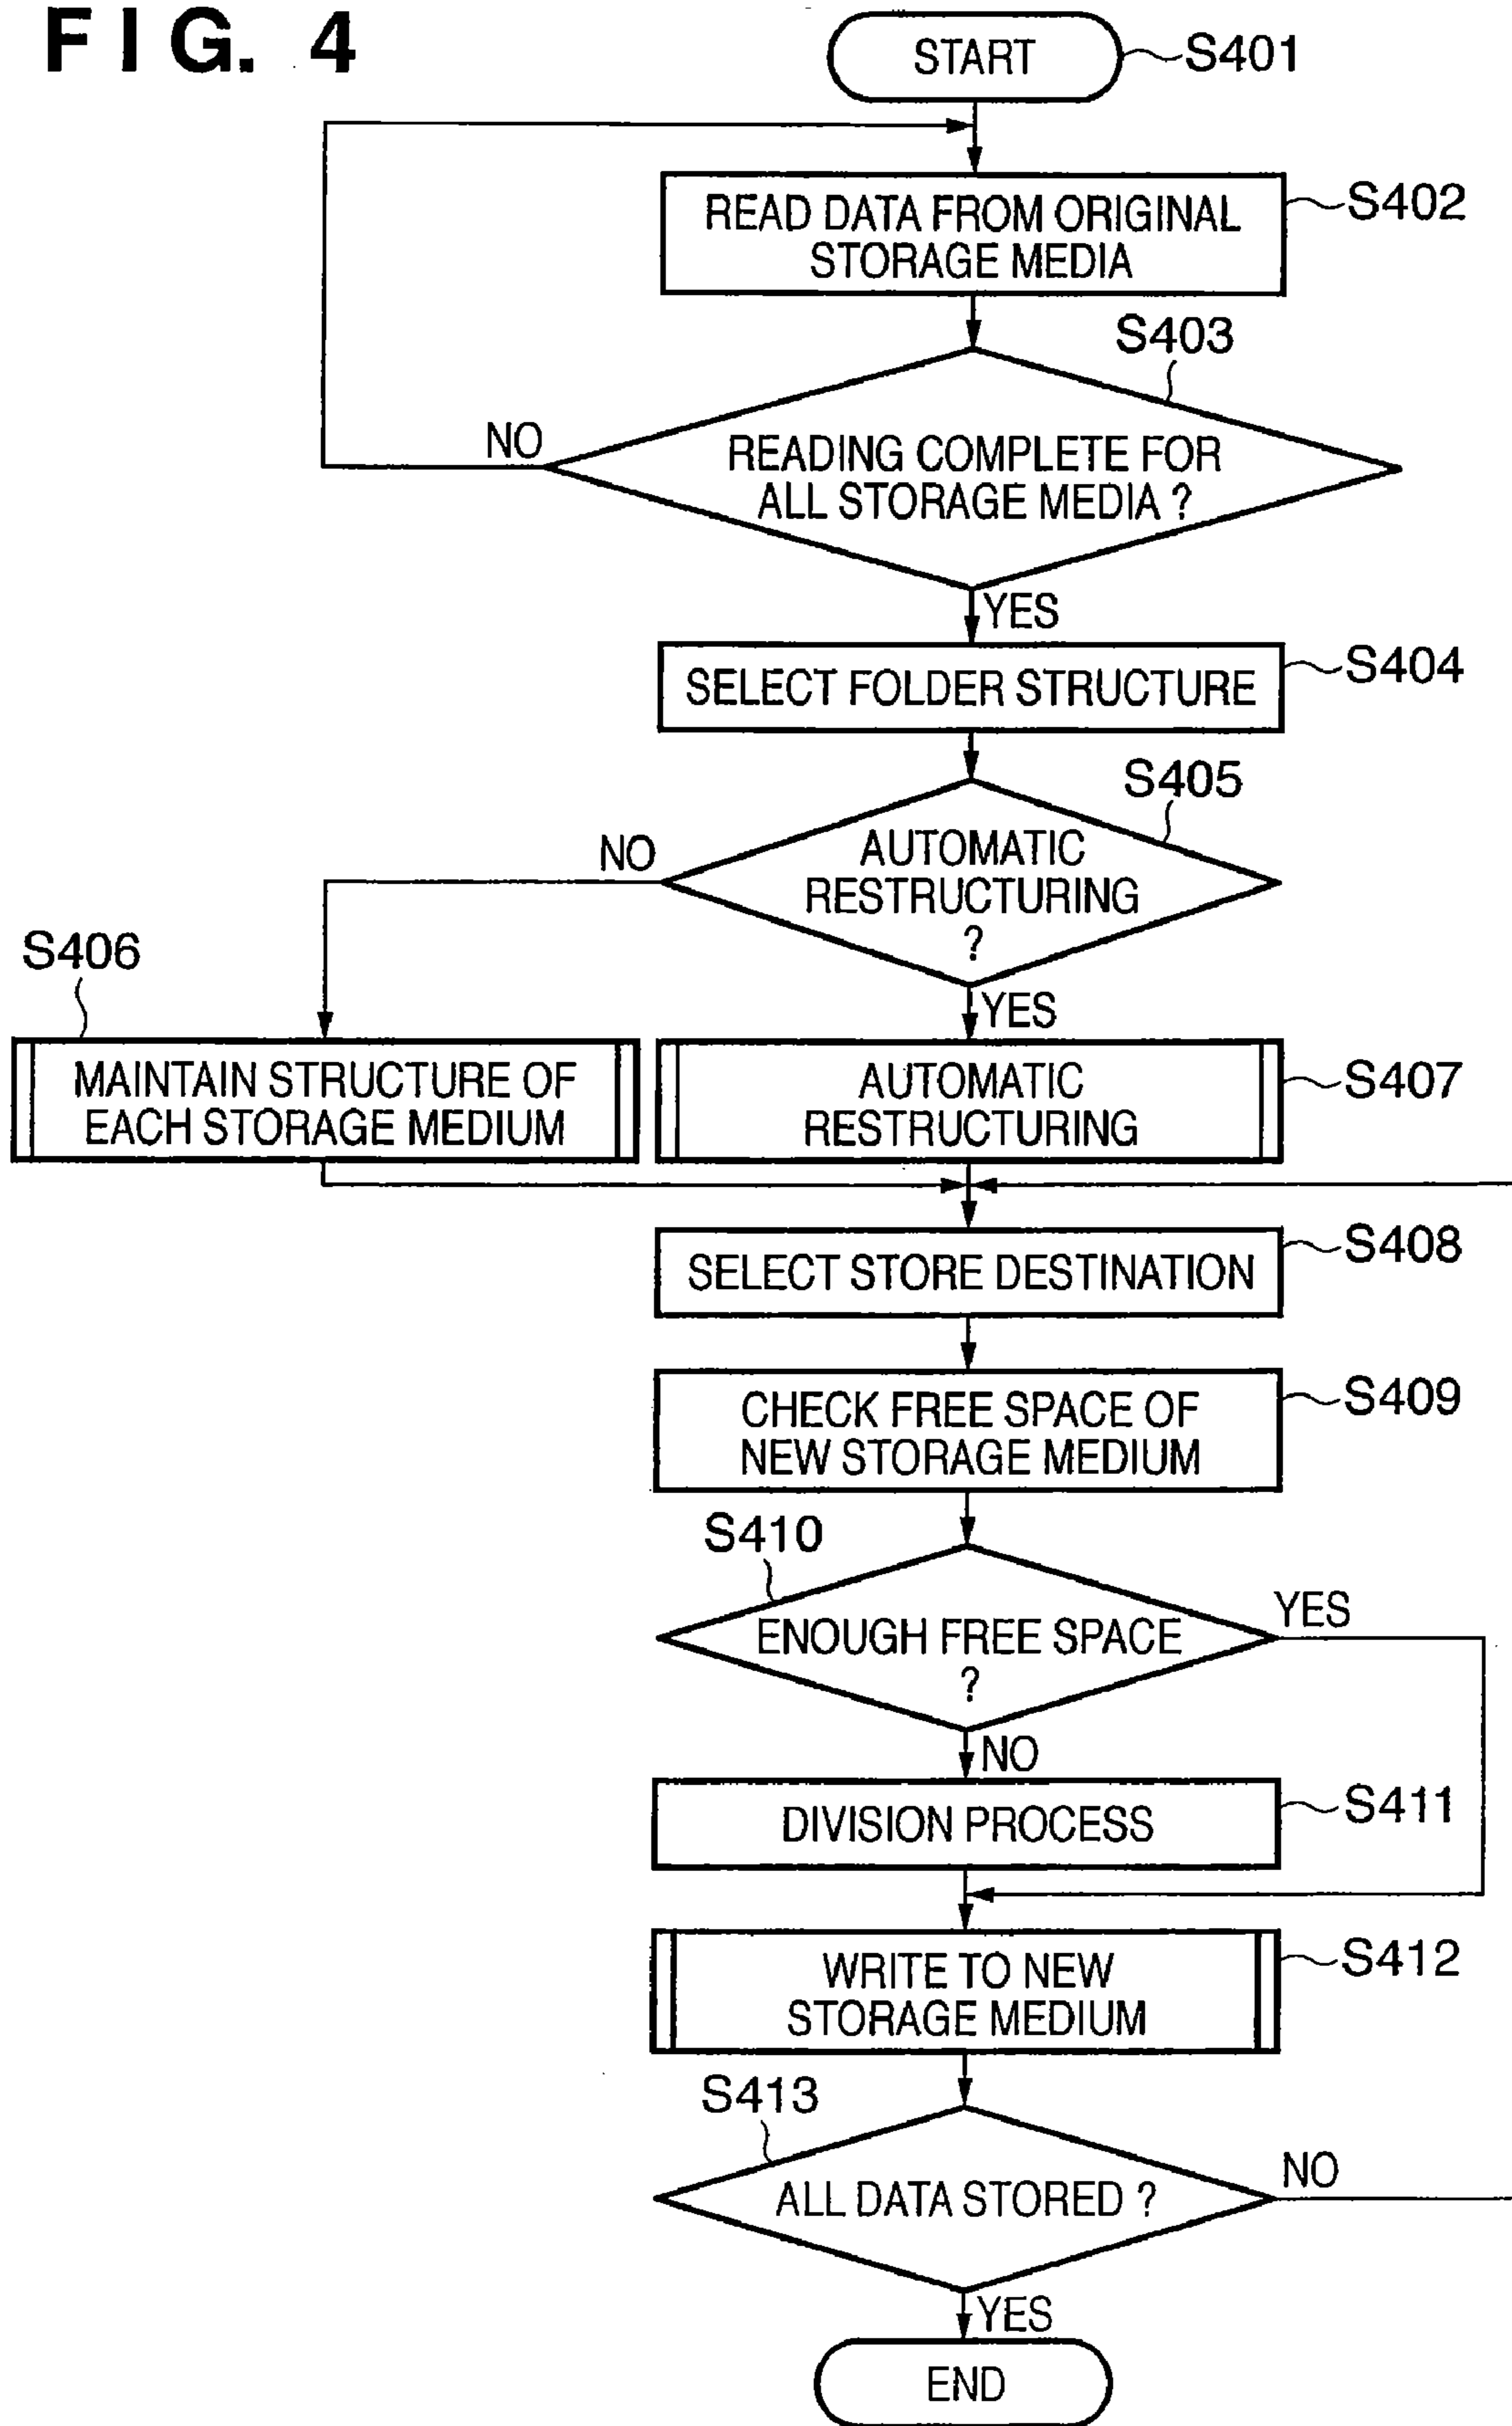 FIG. 4
START
S401
READ DATA FROM ORIGINAL
STORAGE MEDIA
S402
S403
READING COMPLETE FOR
ALL STORAGE MEDIA ?
NO
YES
SELECT FOLDER STRUCTURE
S404
S405
AUTOMATIC
RESTRUCTURING
?
NO
YES
S406
MAINTAIN STRUCTURE OF
EACH STORAGE MEDIUM
AUTOMATIC
RESTRUCTURING
S407
SELECT STORE DESTINATION
S408
CHECK FREE SPACE OF
NEW STORAGE MEDIUM
S409
S410
ENOUGH FREE SPACE
?
YES
NO
DIVISION PROCESS
S411
WRITE TO NEW
STORAGE MEDIUM
S412
S413
ALL DATA STORED ?
NO
YES
END